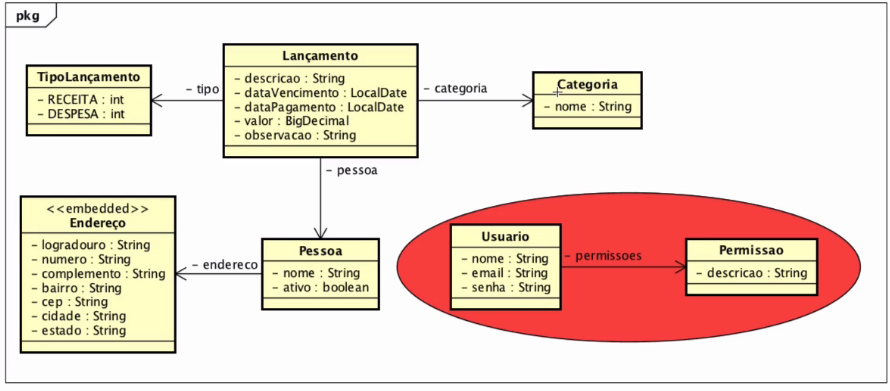 pkg
Lançamento
- descricao : String
- dataVencimento : LocalDate
- dataPagamento : LocalDate
- valor : BigDecimal
- observacao : String
TipoLançamento
- RECEITA : int
- DESPESA : int
- tipo
- categoria
Categoria
- nome : String
- pessoa
<<embedded>>
Endereço
- logradouro : String
- numero : String
- complemento : String
- bairro : String
- cep : String
- cidade : String
- estado : String
- endereco
Pessoa
- nome : String
- ativo : boolean
Usuario
- nome : String
- email : String
- senha : String
- permissoes
Permissao
- descricao : String